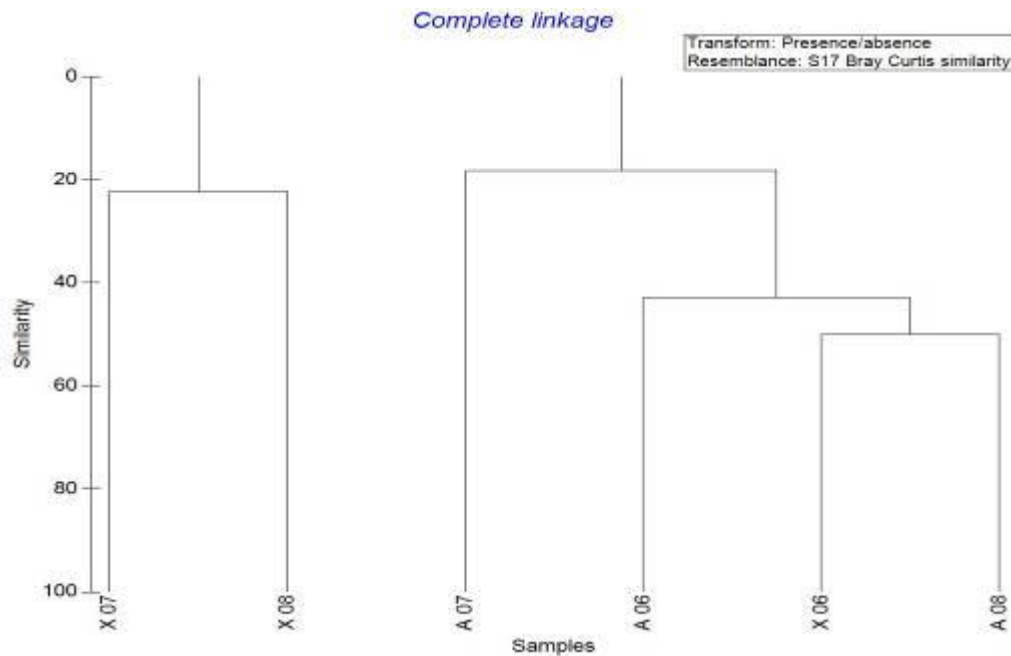 Complete linkage
Transform: Presence/absence
Resemblance: S17 Bray Curtis similarity
0
20
40
60
80
100
Similarity
X 07
X 08
A 07
A 06
X 06
A 08
Samples